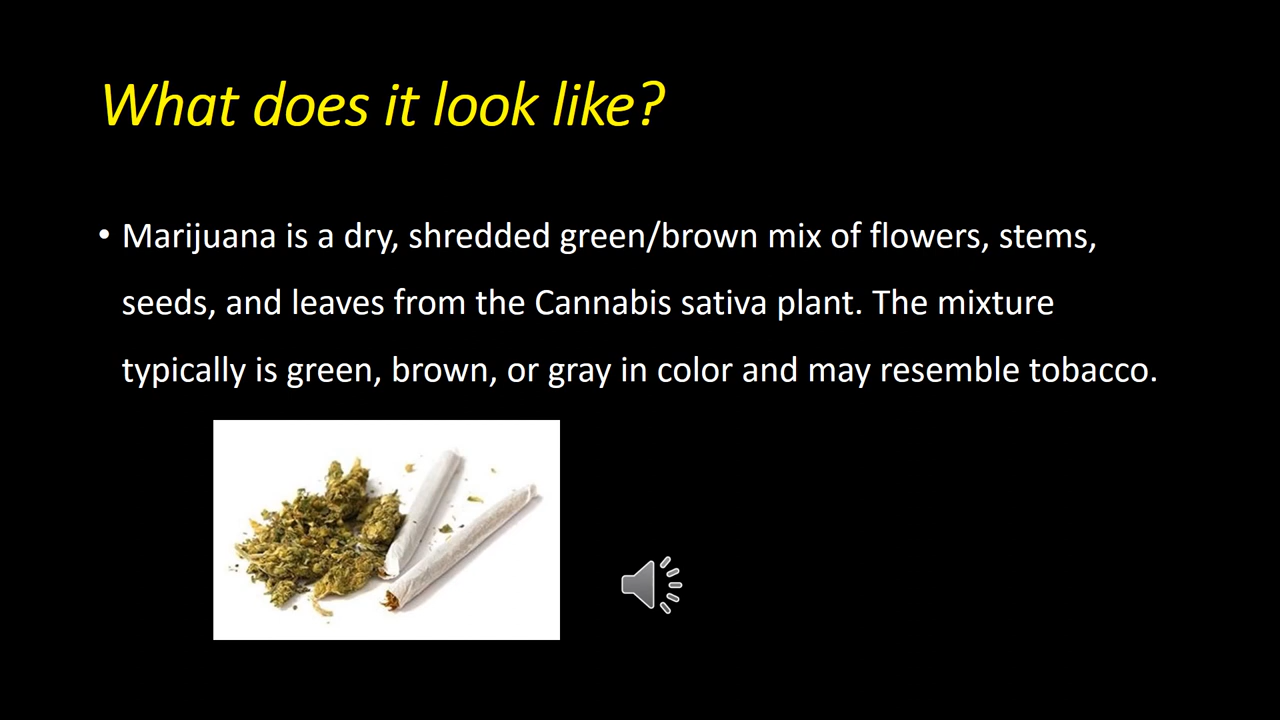 What does it look like?
• Marijuana is a dry, shredded green/brown mix of flowers, stems,
seeds, and leaves from the Cannabis sativa plant. The mixture
typically is green, brown, or gray in color and may resemble tobacco.